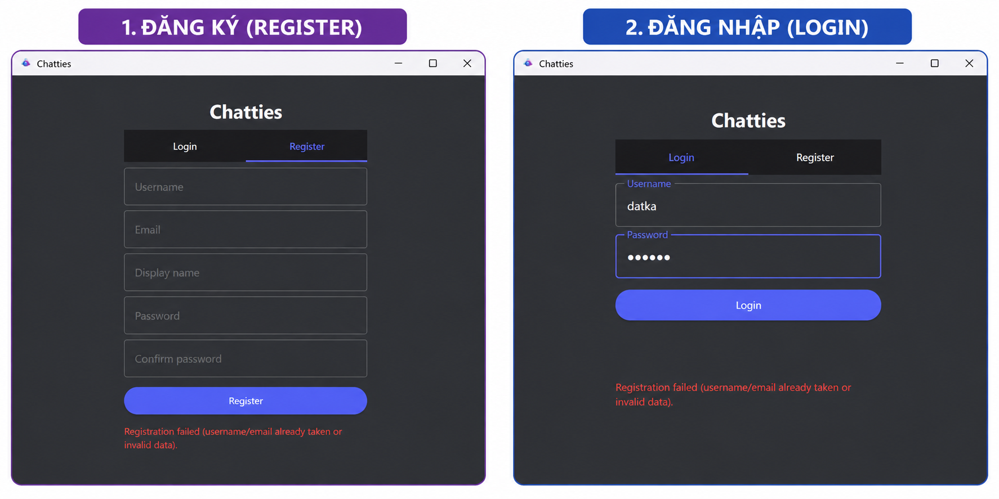 1. ĐĂNG KÝ (REGISTER)
Chatties
Chatties
Login
Register
Username
Email
Display name
Password
Confirm password
Register
Registration failed (username/email already taken or
invalid data).
2. ĐĂNG NHẬP (LOGIN)
Chatties
Chatties
Login
Register
Username
datka
Password
Login
Registration failed (username/email already taken or
invalid data).